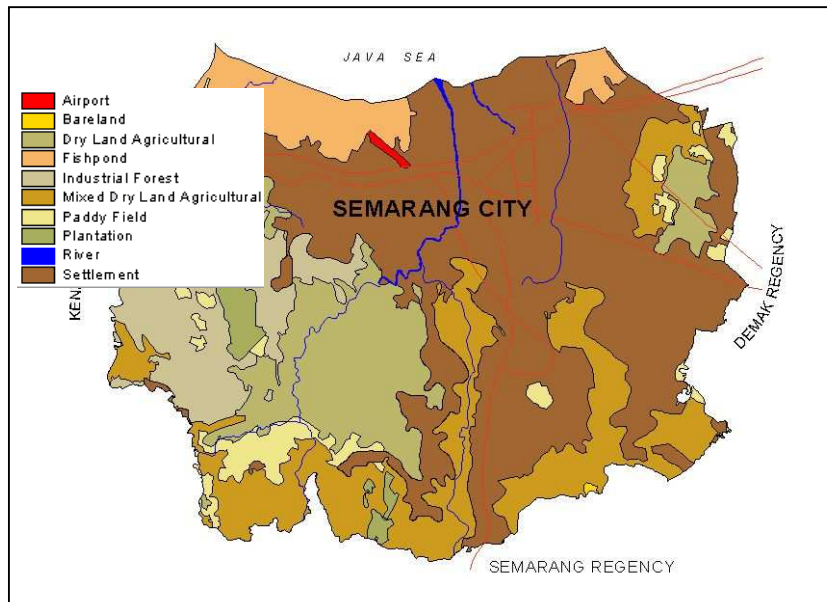 JAVA SEA
Airport
Bareland
Dry Land Agricultural
Fishpond
Industrial Forest
Mixed Dry Land Agricultural
Paddy Field
Plantation
River
Settlement
SEMARANG CITY
DEMAK REGENCY
SEMARANG REGENCY